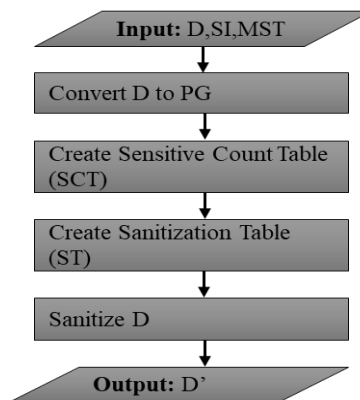 Input: D,SI,MST
Convert D to PG
Create Sensitive Count Table
(SCT)
Create Sanitization Table
(ST)
Sanitize D
Output: D’